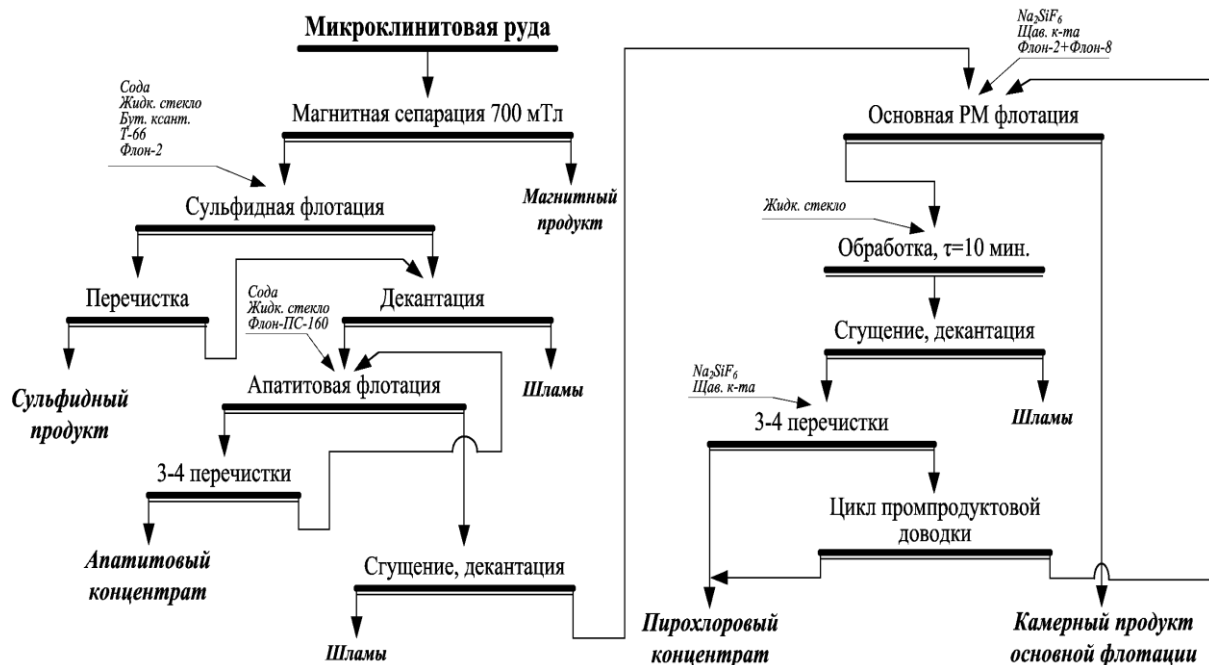 Микроклинитовая руда
Сода
Жидк. стекло
Бут. ксант.
Т-66
Флон-2
Магнитная сепарация 700 мТл
Магнитный
продукт
Сульфидная флотация
Перечистка
Сода
Жидк. стекло
Флон-ПС-160
Декантация
Сульфидный
продукт
Апатитовая флотация
Шламы
3-4 перечистки
Апатитовый
концентрат
Сгущение, декантация
Шламы
Na₂SiF₆
Щав. к-та
Флон-2+Флон-8
Основная РМ флотация
Жидк. стекло
Обработка, τ=10 мин.
Сгущение, декантация
Na₂SiF₆
Щав. к-та
3-4 перечистки
Шламы
Цикл промпродуктовой
доводки
Пирохлоровый
концентрат
Камерный продукт
основной флотации